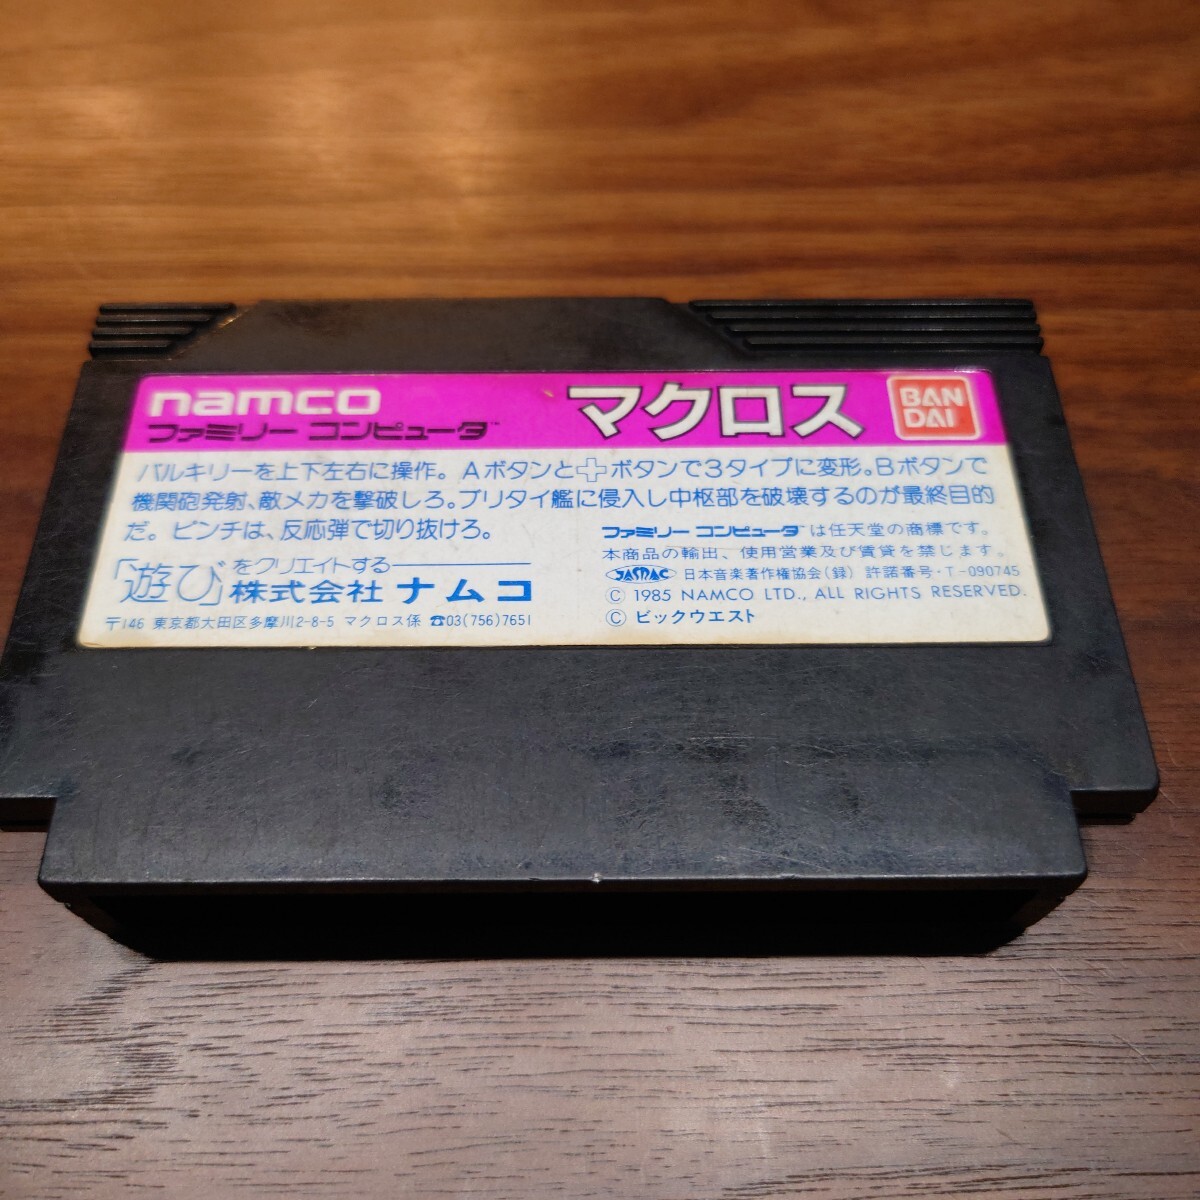 namco
ファミリー コンピュータ™
マクロス
BAN
DAI
バルキリーを上下左右に操作。Aボタンと✚ボタンで3タイプに変形。Bボタンで
機関砲発射、敵メカを撃破しろ。ブリタイ艦に侵入し中枢部を破壊するのが最終目的
だ。ピンチは、反応弾で切り抜けろ。
「遊び」をクリエイトする
株式会社 ナムコ
〒146 東京都大田区多摩川2-8-5 マクロス係 ☎03(756)7651
ファミリー コンピュータ™は任天堂の商標です。
本商品の輸出、使用営業及び賃貸を禁じます。
JASRAC 日本音楽著作権協会(録) 許諾番号・T-090745
© 1985 NAMCO LTD., ALL RIGHTS RESERVED.
© ビックウエスト